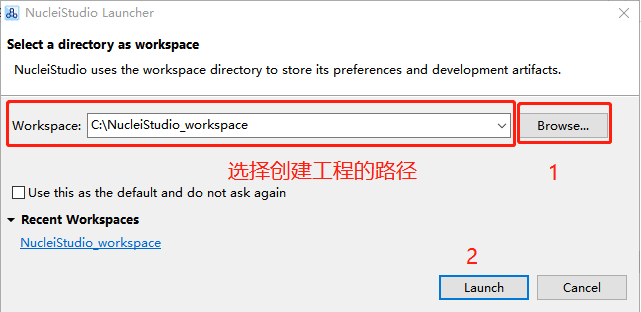 NucleiStudio Launcher
Select a directory as workspace
NucleiStudio uses the workspace directory to store its preferences and development artifacts.
Workspace: C:\NucleiStudio_workspace Browse...
选择创建工程的路径 1
Use this as the default and do not ask again
Recent Workspaces
NucleiStudio_workspace
2
Launch Cancel